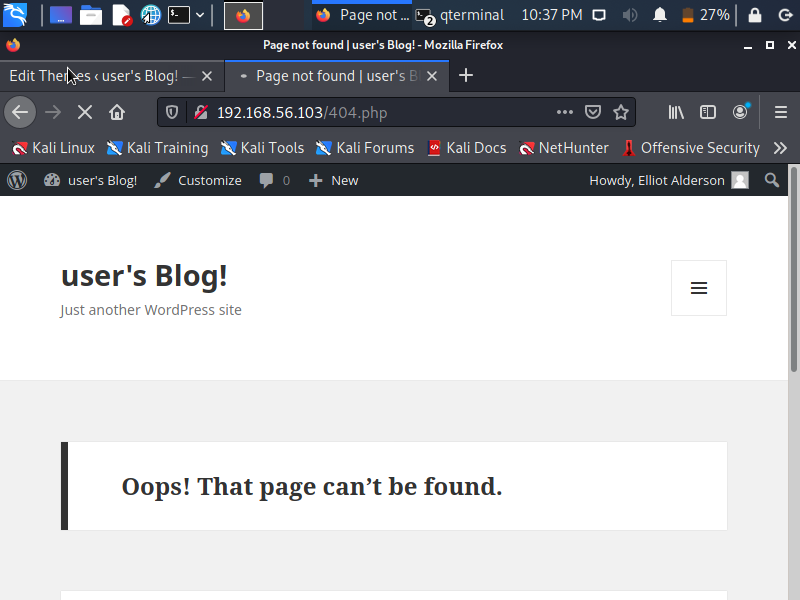 Page not ... 2 qterminal 10:37 PM 27%
Page not found | user's Blog! - Mozilla Firefox
Edit Themes ‹ user's Blog! — Page not found | user's B
192.168.56.103/404.php
Kali Linux Kali Training Kali Tools Kali Forums Kali Docs NetHunter Offensive Security
user's Blog! Customize 0 New Howdy, Elliot Alderson
user's Blog!
Just another WordPress site
Oops! That page can’t be found.